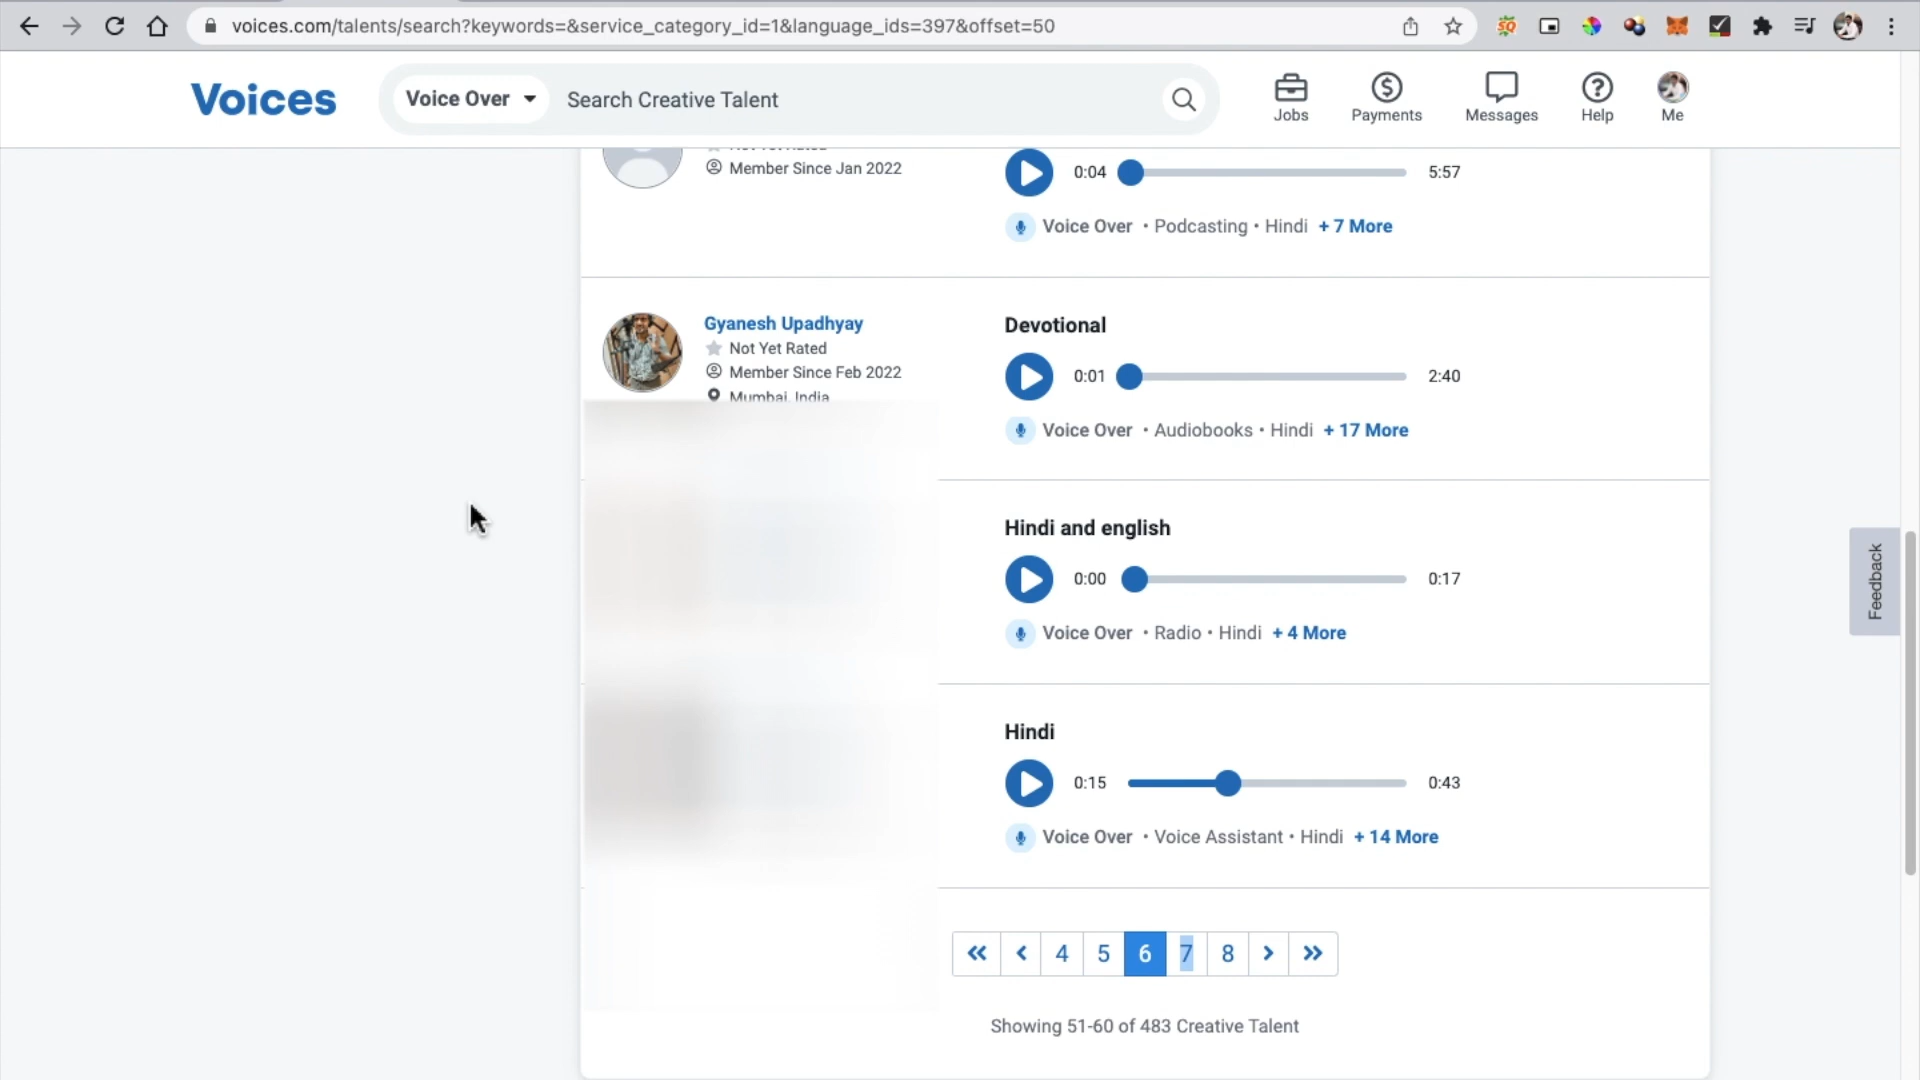 voices.com/talents/search?keywords=&service_category_id=1&language_ids=397&offset=50
Voices
Voice Over
Search Creative Talent
Jobs
Payments
Messages
Help
Me
Not Yet Rated
Member Since Jan 2022
0:04
5:57
Voice Over • Podcasting • Hindi + 7 More
Gyanesh Upadhyay
Not Yet Rated
Member Since Feb 2022
Mumbai, India
Devotional
0:01
2:40
Voice Over • Audiobooks • Hindi + 17 More
Hindi and english
0:00
0:17
Voice Over • Radio • Hindi + 4 More
Hindi
0:15
0:43
Voice Over • Voice Assistant • Hindi + 14 More
« ‹ 4 5 6 7 8 › »
Showing 51-60 of 483 Creative Talent
Feedback